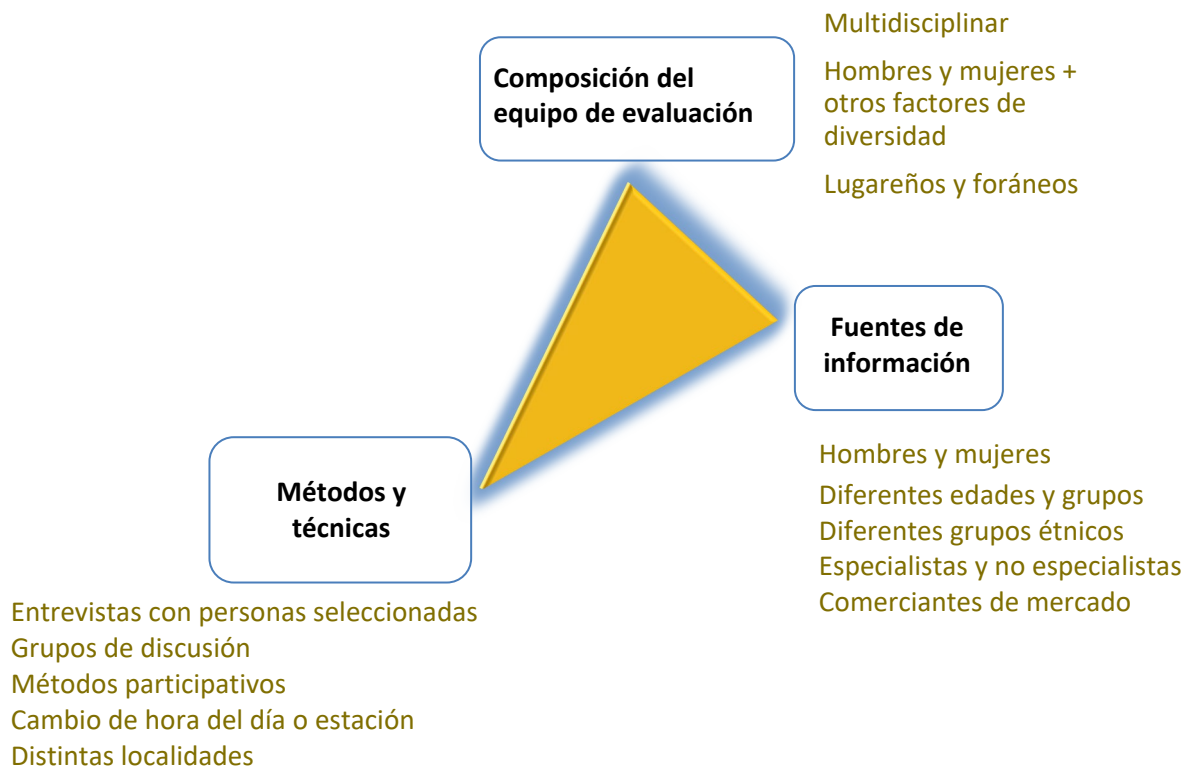 Composición del
equipo de evaluación
Multidisciplinar
Hombres y mujeres +
otros factores de
diversidad
Lugareños y foráneos
Fuentes de
información
Hombres y mujeres
Diferentes edades y grupos
Diferentes grupos étnicos
Especialistas y no especialistas
Comerciantes de mercado
Métodos y
técnicas
Entrevistas con personas seleccionadas
Grupos de discusión
Métodos participativos
Cambio de hora del día o estación
Distintas localidades